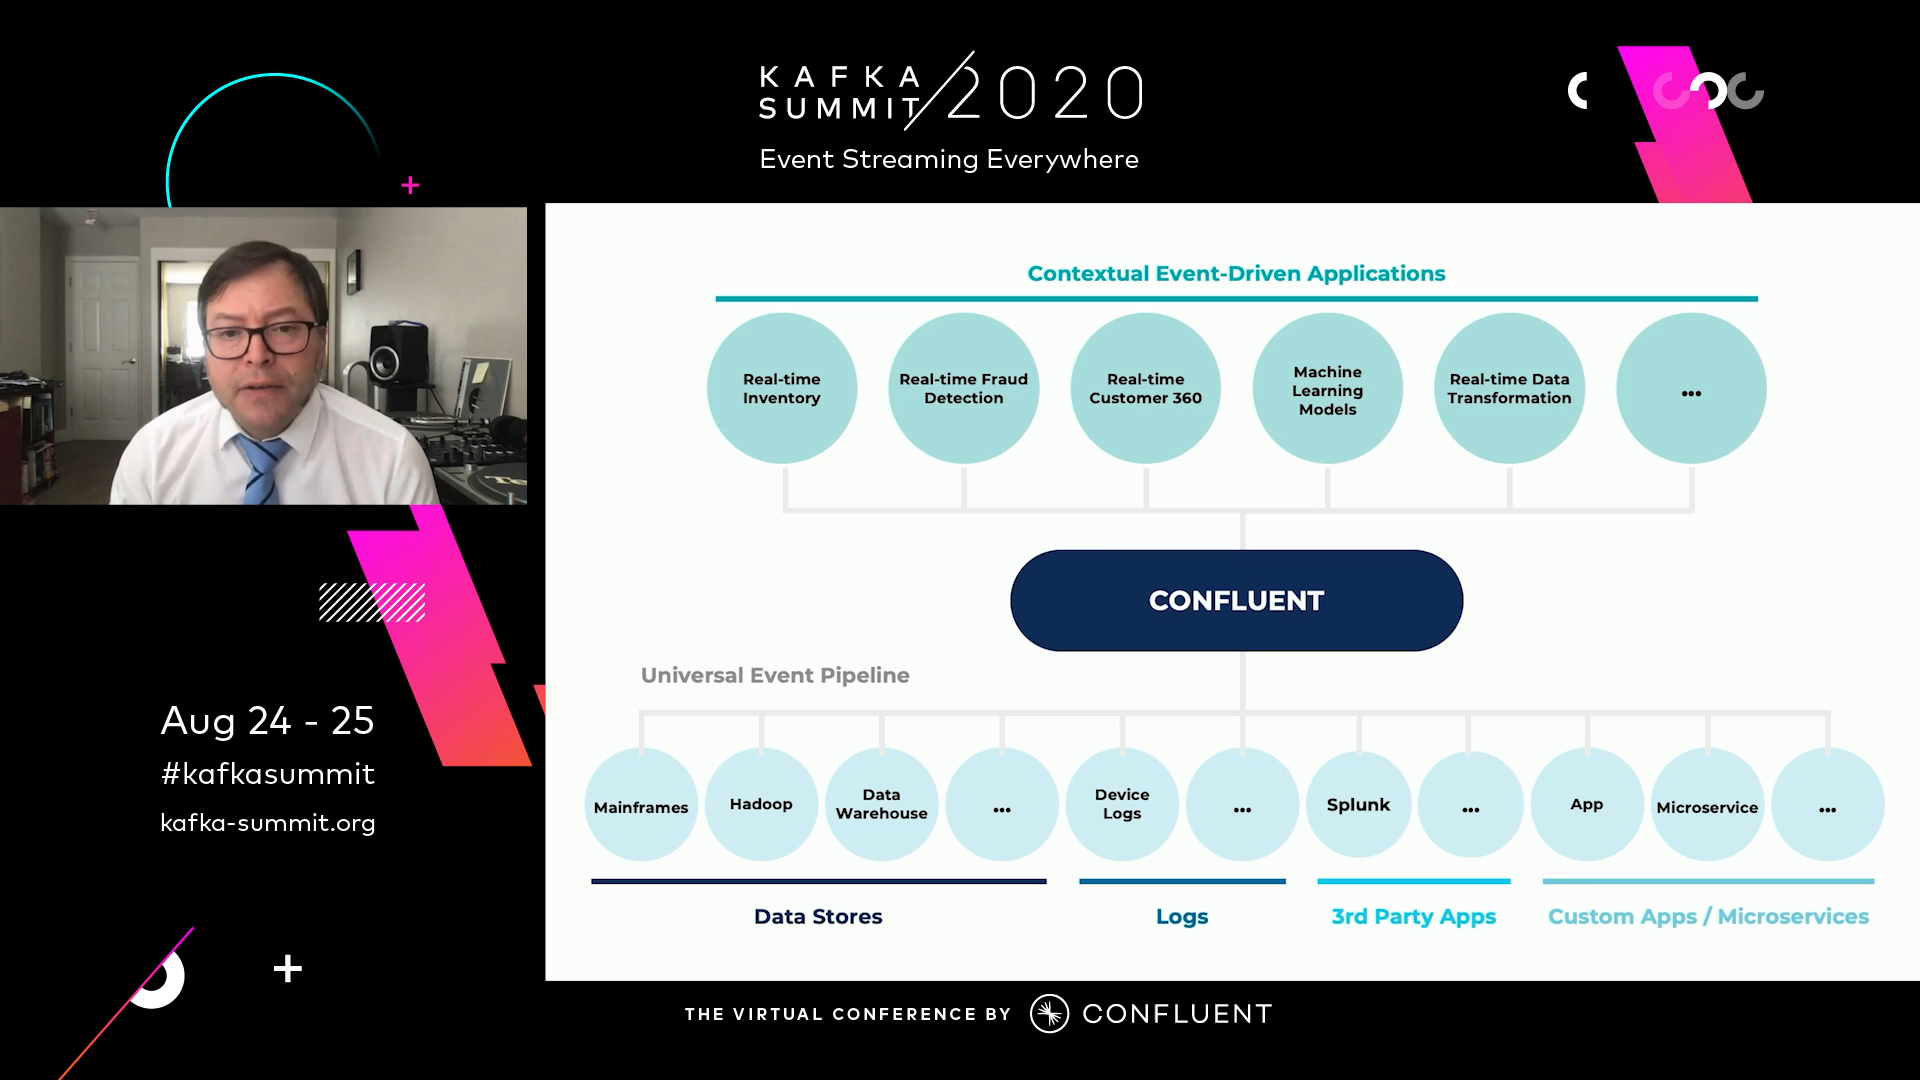 KAFKA
SUMMIT
2020
Event Streaming Everywhere
Contextual Event-Driven Applications
Real-time
Inventory
Real-time Fraud
Detection
Real-time
Customer 360
Machine
Learning
Models
Real-time Data
Transformation
...
CONFLUENT
Universal Event Pipeline
Mainframes
Hadoop
Data
Warehouse
...
Device
Logs
...
Splunk
...
App
Microservice
...
Data Stores
Logs
3rd Party Apps
Custom Apps / Microservices
Aug 24 - 25
#kafkasummit
kafka-summit.org
THE VIRTUAL CONFERENCE BY
CONFLUENT